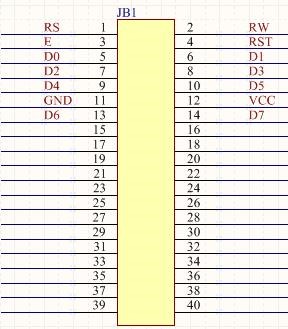 JB1
RS 1 2 RW
E 3 4 RST
D0 5 6 D1
D2 7 8 D3
D4 9 10 D5
GND 11 12 VCC
D6 13 14 D7
15 16
17 18
19 20
21 22
23 24
25 26
27 28
29 30
31 32
33 34
35 36
37 38
39 40